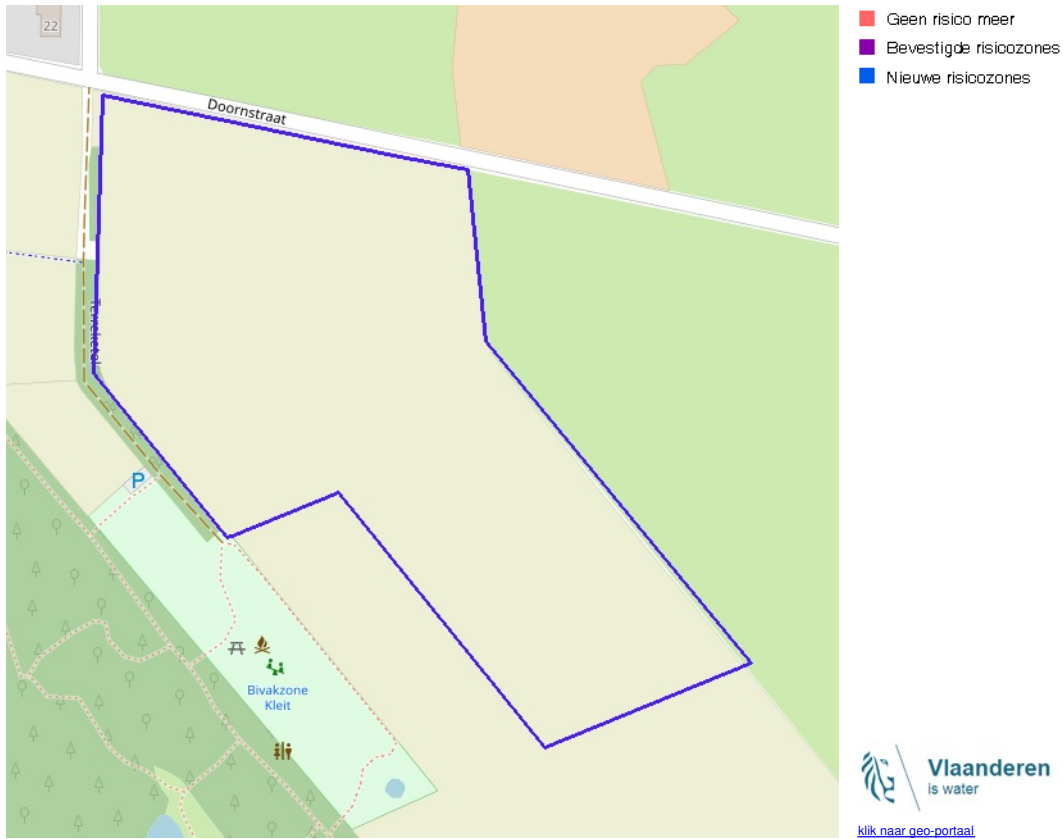 22
Doornstraat
P
Bivakzone
Kleit
Geen risico meer
Bevestigde risicozones
Nieuwe risicozones
Vlaanderen
is water
klik naar geo-portaal